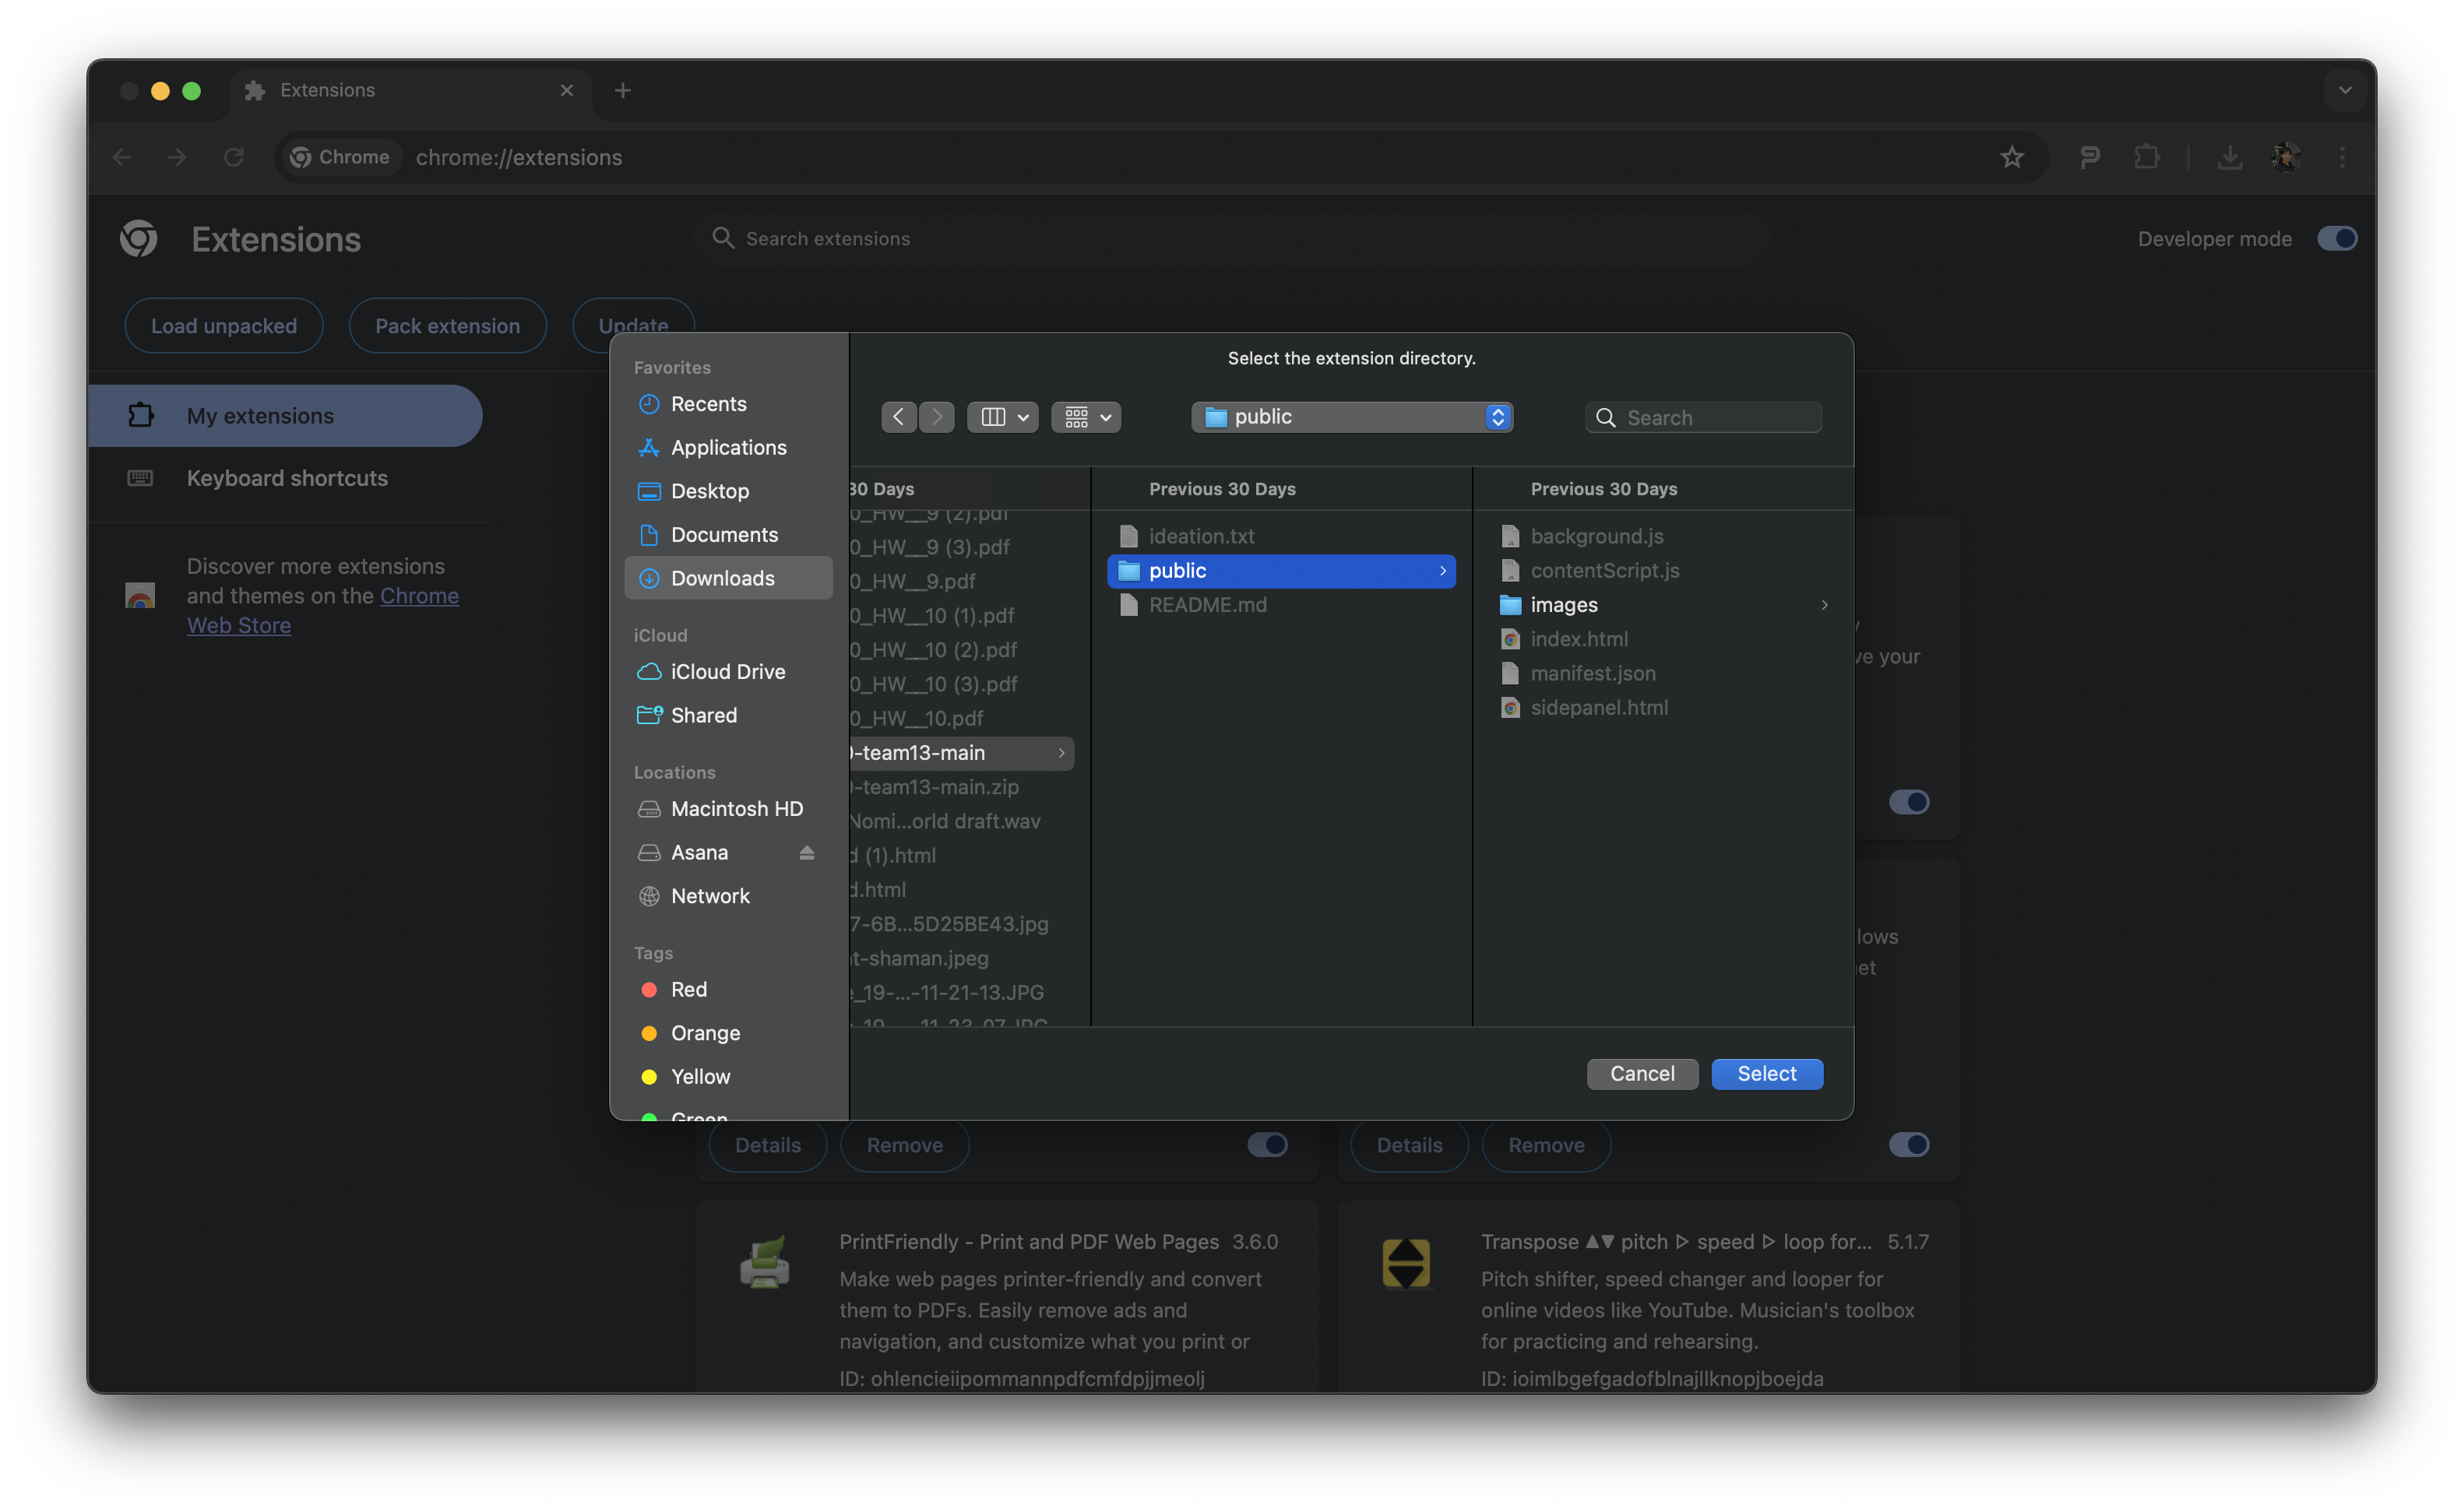 Extensions
Chrome
chrome://extensions
Extensions
Search extensions
Developer mode
Load unpacked
Pack extension
Update
My extensions
Keyboard shortcuts
Discover more extensions
and themes on the Chrome
Web Store
Favorites
Recents
Applications
Desktop
Documents
Downloads
iCloud
iCloud Drive
Shared
Locations
Macintosh HD
Asana
Network
Tags
Red
Orange
Yellow
Green
Select the extension directory.
public
Search
30 Days
0_HW__9 (2).pdf
0_HW__9 (3).pdf
0_HW__9.pdf
0_HW__10 (1).pdf
0_HW__10 (2).pdf
0_HW__10 (3).pdf
0_HW__10.pdf
-team13-main
-team13-main.zip
Nomi...orld draft.wav
d (1).html
d.html
7-6B...5D25BE43.jpg
t-shaman.jpeg
_19-...-11-21-13.JPG
Previous 30 Days
ideation.txt
public
README.md
Previous 30 Days
background.js
contentScript.js
images
index.html
manifest.json
sidepanel.html
Cancel
Select
ve your
lows
et
Details
Remove
Details
Remove
PrintFriendly - Print and PDF Web Pages 3.6.0
Make web pages printer-friendly and convert
them to PDFs. Easily remove ads and
navigation, and customize what you print or
ID: ohlencieiipommannpdfcmfdpjjmeolj
Transpose ▲▼ pitch ▷ speed ▷ loop for... 5.1.7
Pitch shifter, speed changer and looper for
online videos like YouTube. Musician's toolbox
for practicing and rehearsing.
ID: ioimlbgefgadofblnajllknopjboejda